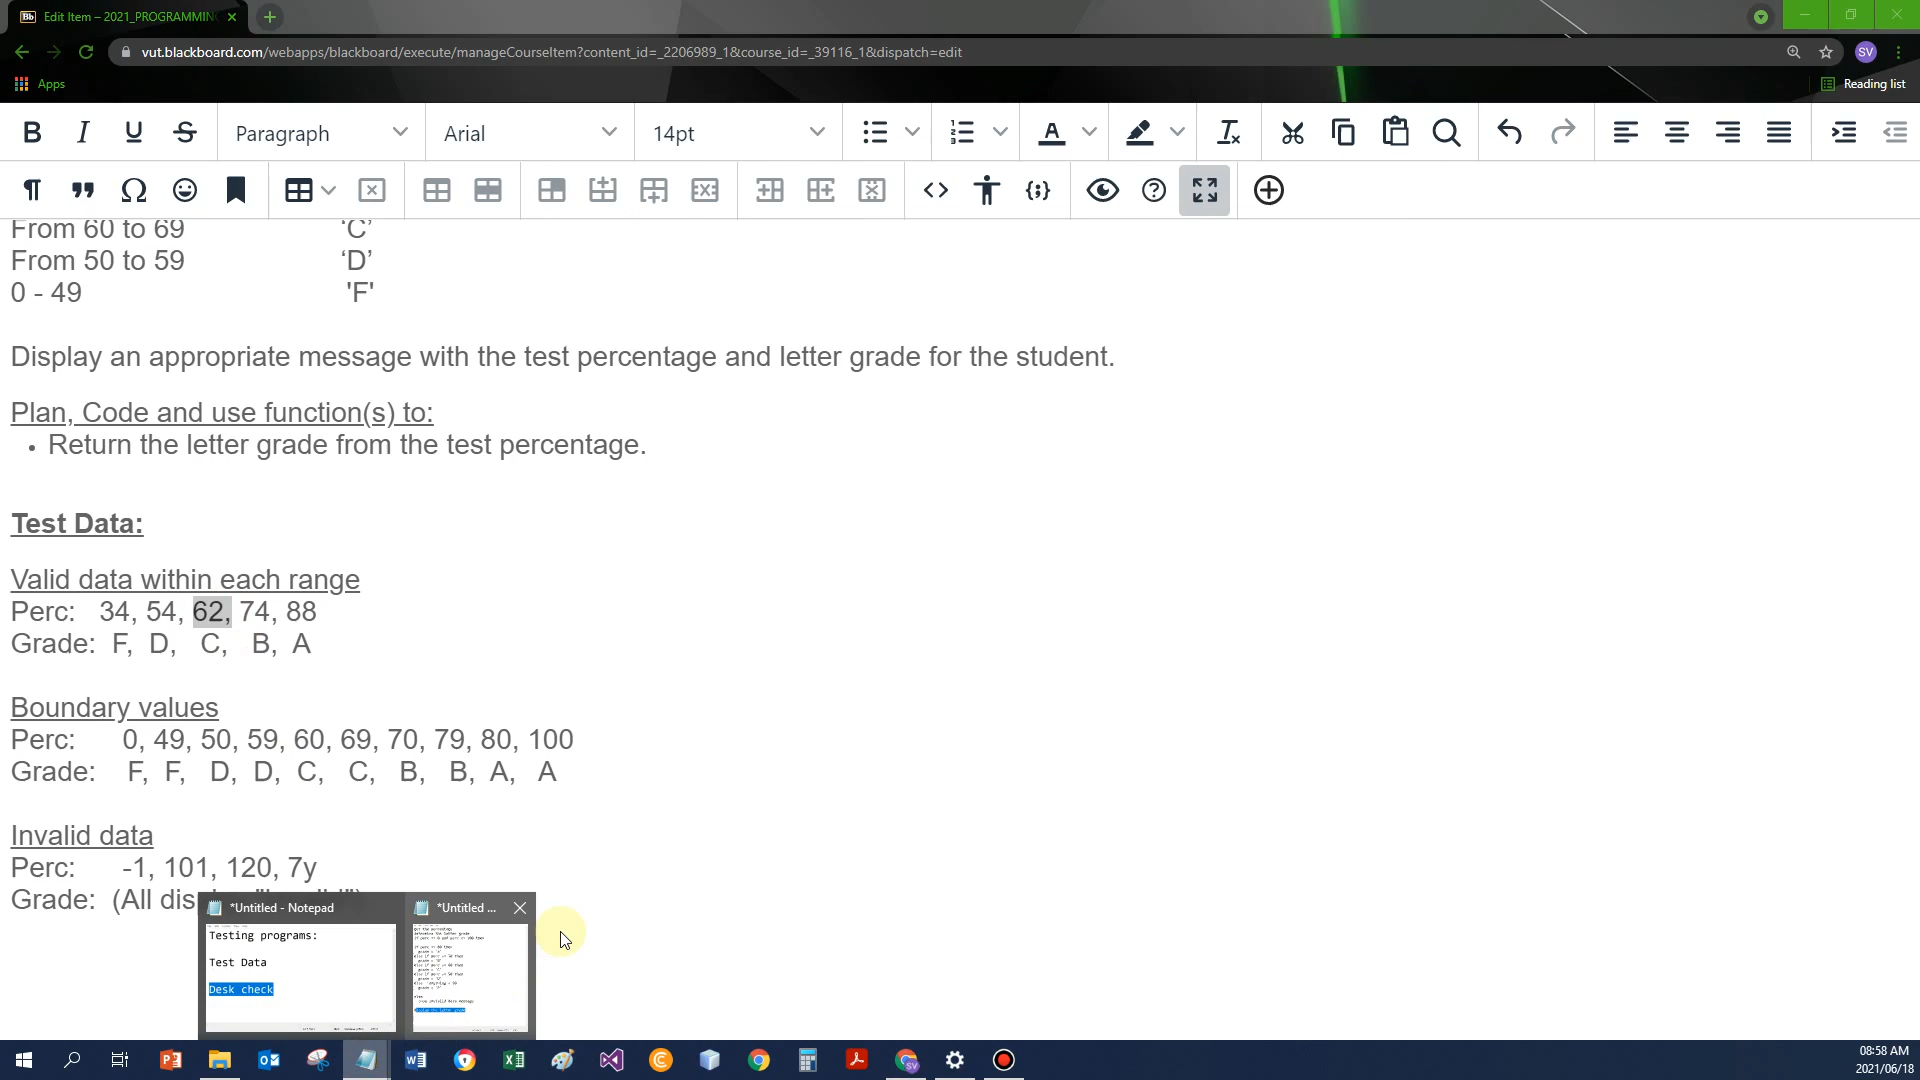 Edit Item – 2021_PROGRAMMIN
vut.blackboard.com/webapps/blackboard/execute/manageCourseItem?content_id=_2206989_1&course_id=_39116_1&dispatch=edit
SV
Apps
Reading list
Paragraph
Arial
14pt
From 60 to 69 ‘C’
From 50 to 59 ‘D’
0 - 49 'F'
Display an appropriate message with the test percentage and letter grade for the student.
Plan, Code and use function(s) to:
• Return the letter grade from the test percentage.
Test Data:
Valid data within each range
Perc: 34, 54, 62, 74, 88
Grade: F, D, C, B, A
Boundary values
Perc: 0, 49, 50, 59, 60, 69, 70, 79, 80, 100
Grade: F, F, D, D, C, C, B, B, A, A
Invalid data
Perc: -1, 101, 120, 7y
Grade: (All dis
*Untitled - Notepad
*Untitled ...
Testing programs:
Test Data
Desk check
08:58 AM
2021/06/18